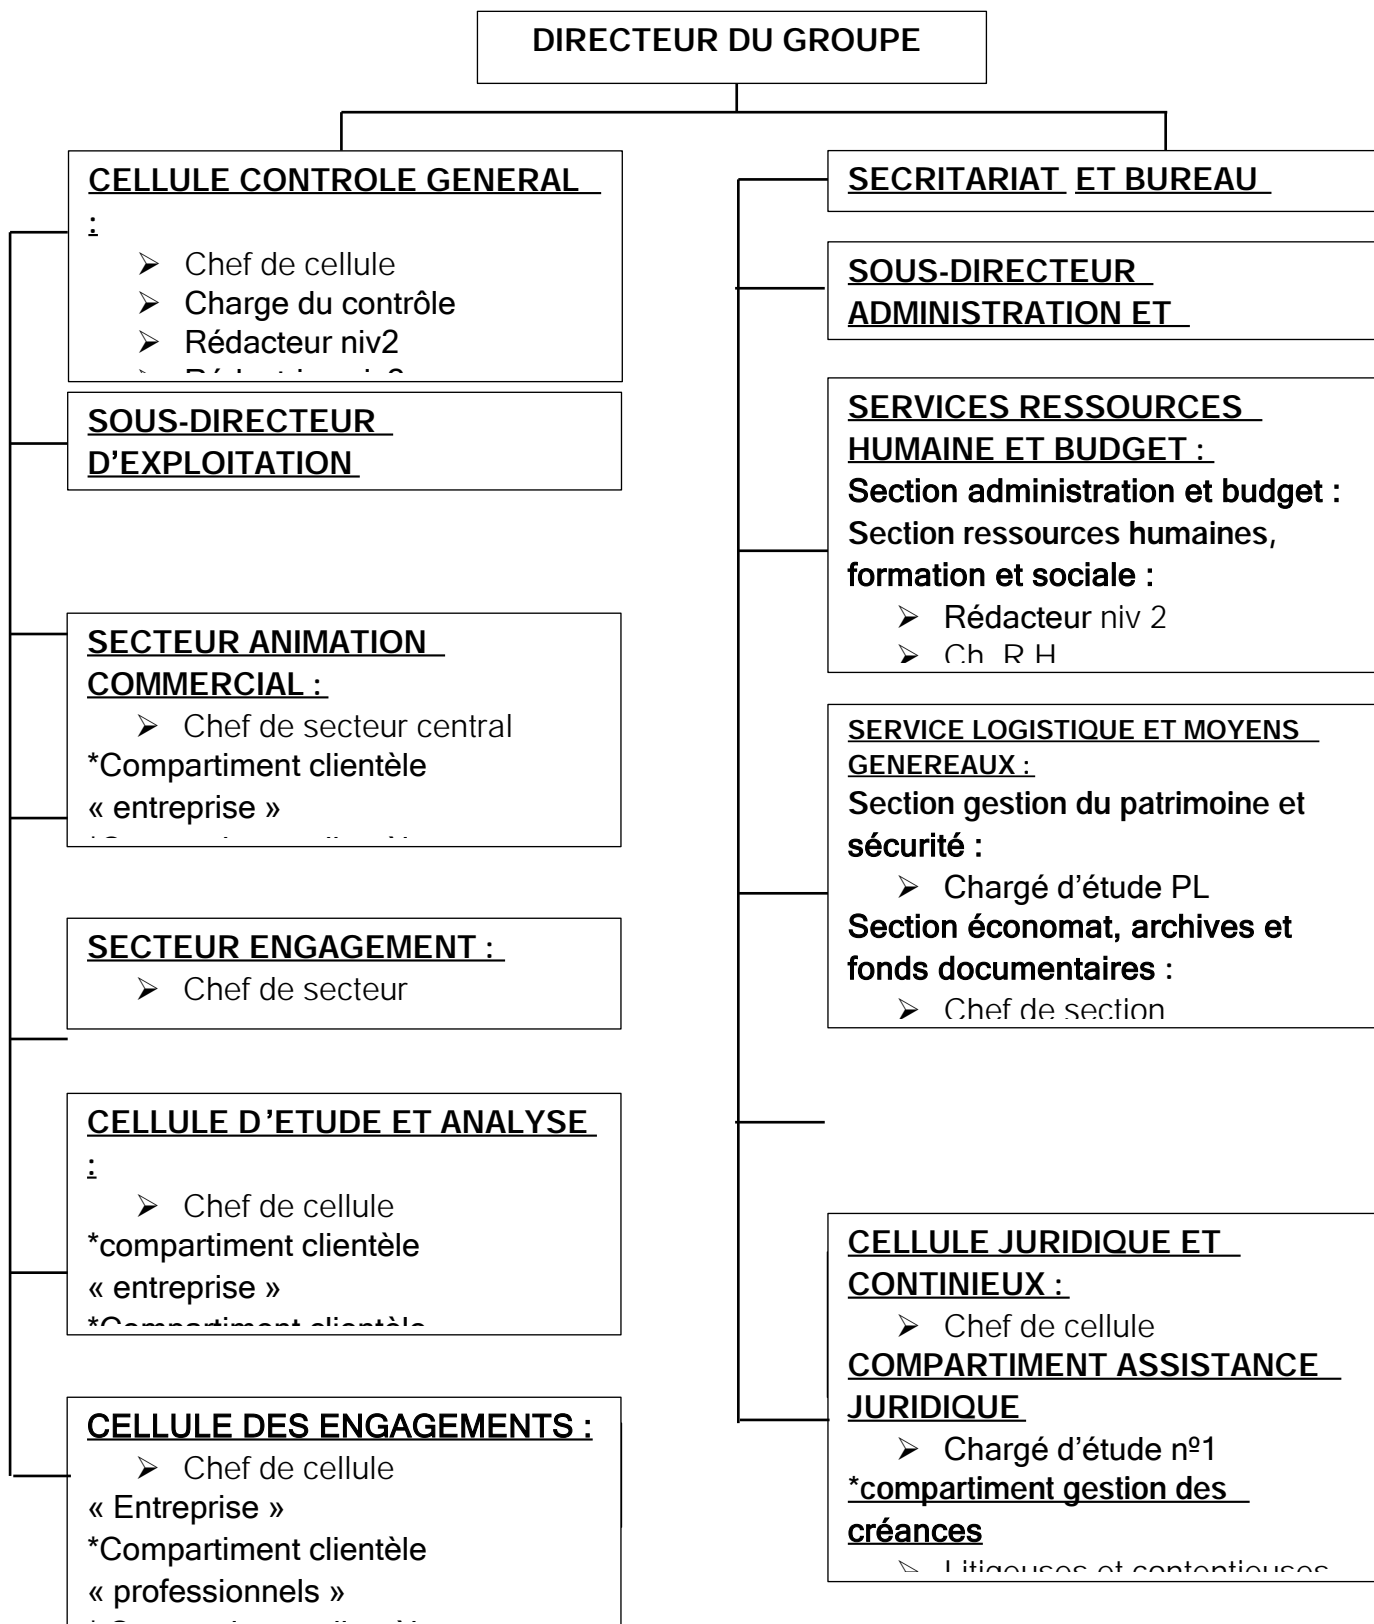 DIRECTEUR DU GROUPE
CELLULE CONTROLE GENERAL
:
➢ Chef de cellule
➢ Charge du contrôle
➢ Rédacteur niv2
SOUS-DIRECTEUR
D’EXPLOITATION
SECTEUR ANIMATION
COMMERCIAL :
➢ Chef de secteur central
*Compartiment clientèle
« entreprise »
SECTEUR ENGAGEMENT :
➢ Chef de secteur
CELLULE D’ETUDE ET ANALYSE
:
➢ Chef de cellule
*compartiment clientèle
« entreprise »
*Compartiment clientèle
CELLULE DES ENGAGEMENTS :
➢ Chef de cellule
« Entreprise »
*Compartiment clientèle
« professionnels »
SECRITARIAT ET BUREAU
SOUS-DIRECTEUR
ADMINISTRATION ET
SERVICES RESSOURCES
HUMAINE ET BUDGET :
Section administration et budget :
Section ressources humaines,
formation et sociale :
➢ Rédacteur niv 2
➢ Ch R H
SERVICE LOGISTIQUE ET MOYENS
GENEREAUX :
Section gestion du patrimoine et
sécurité :
➢ Chargé d’étude PL
Section économat, archives et
fonds documentaires :
➢ Chef de section
CELLULE JURIDIQUE ET
CONTINIEUX :
➢ Chef de cellule
COMPARTIMENT ASSISTANCE
JURIDIQUE
➢ Chargé d’étude nº1
*compartiment gestion des
créances
➢ Litigeuses et contentieuses